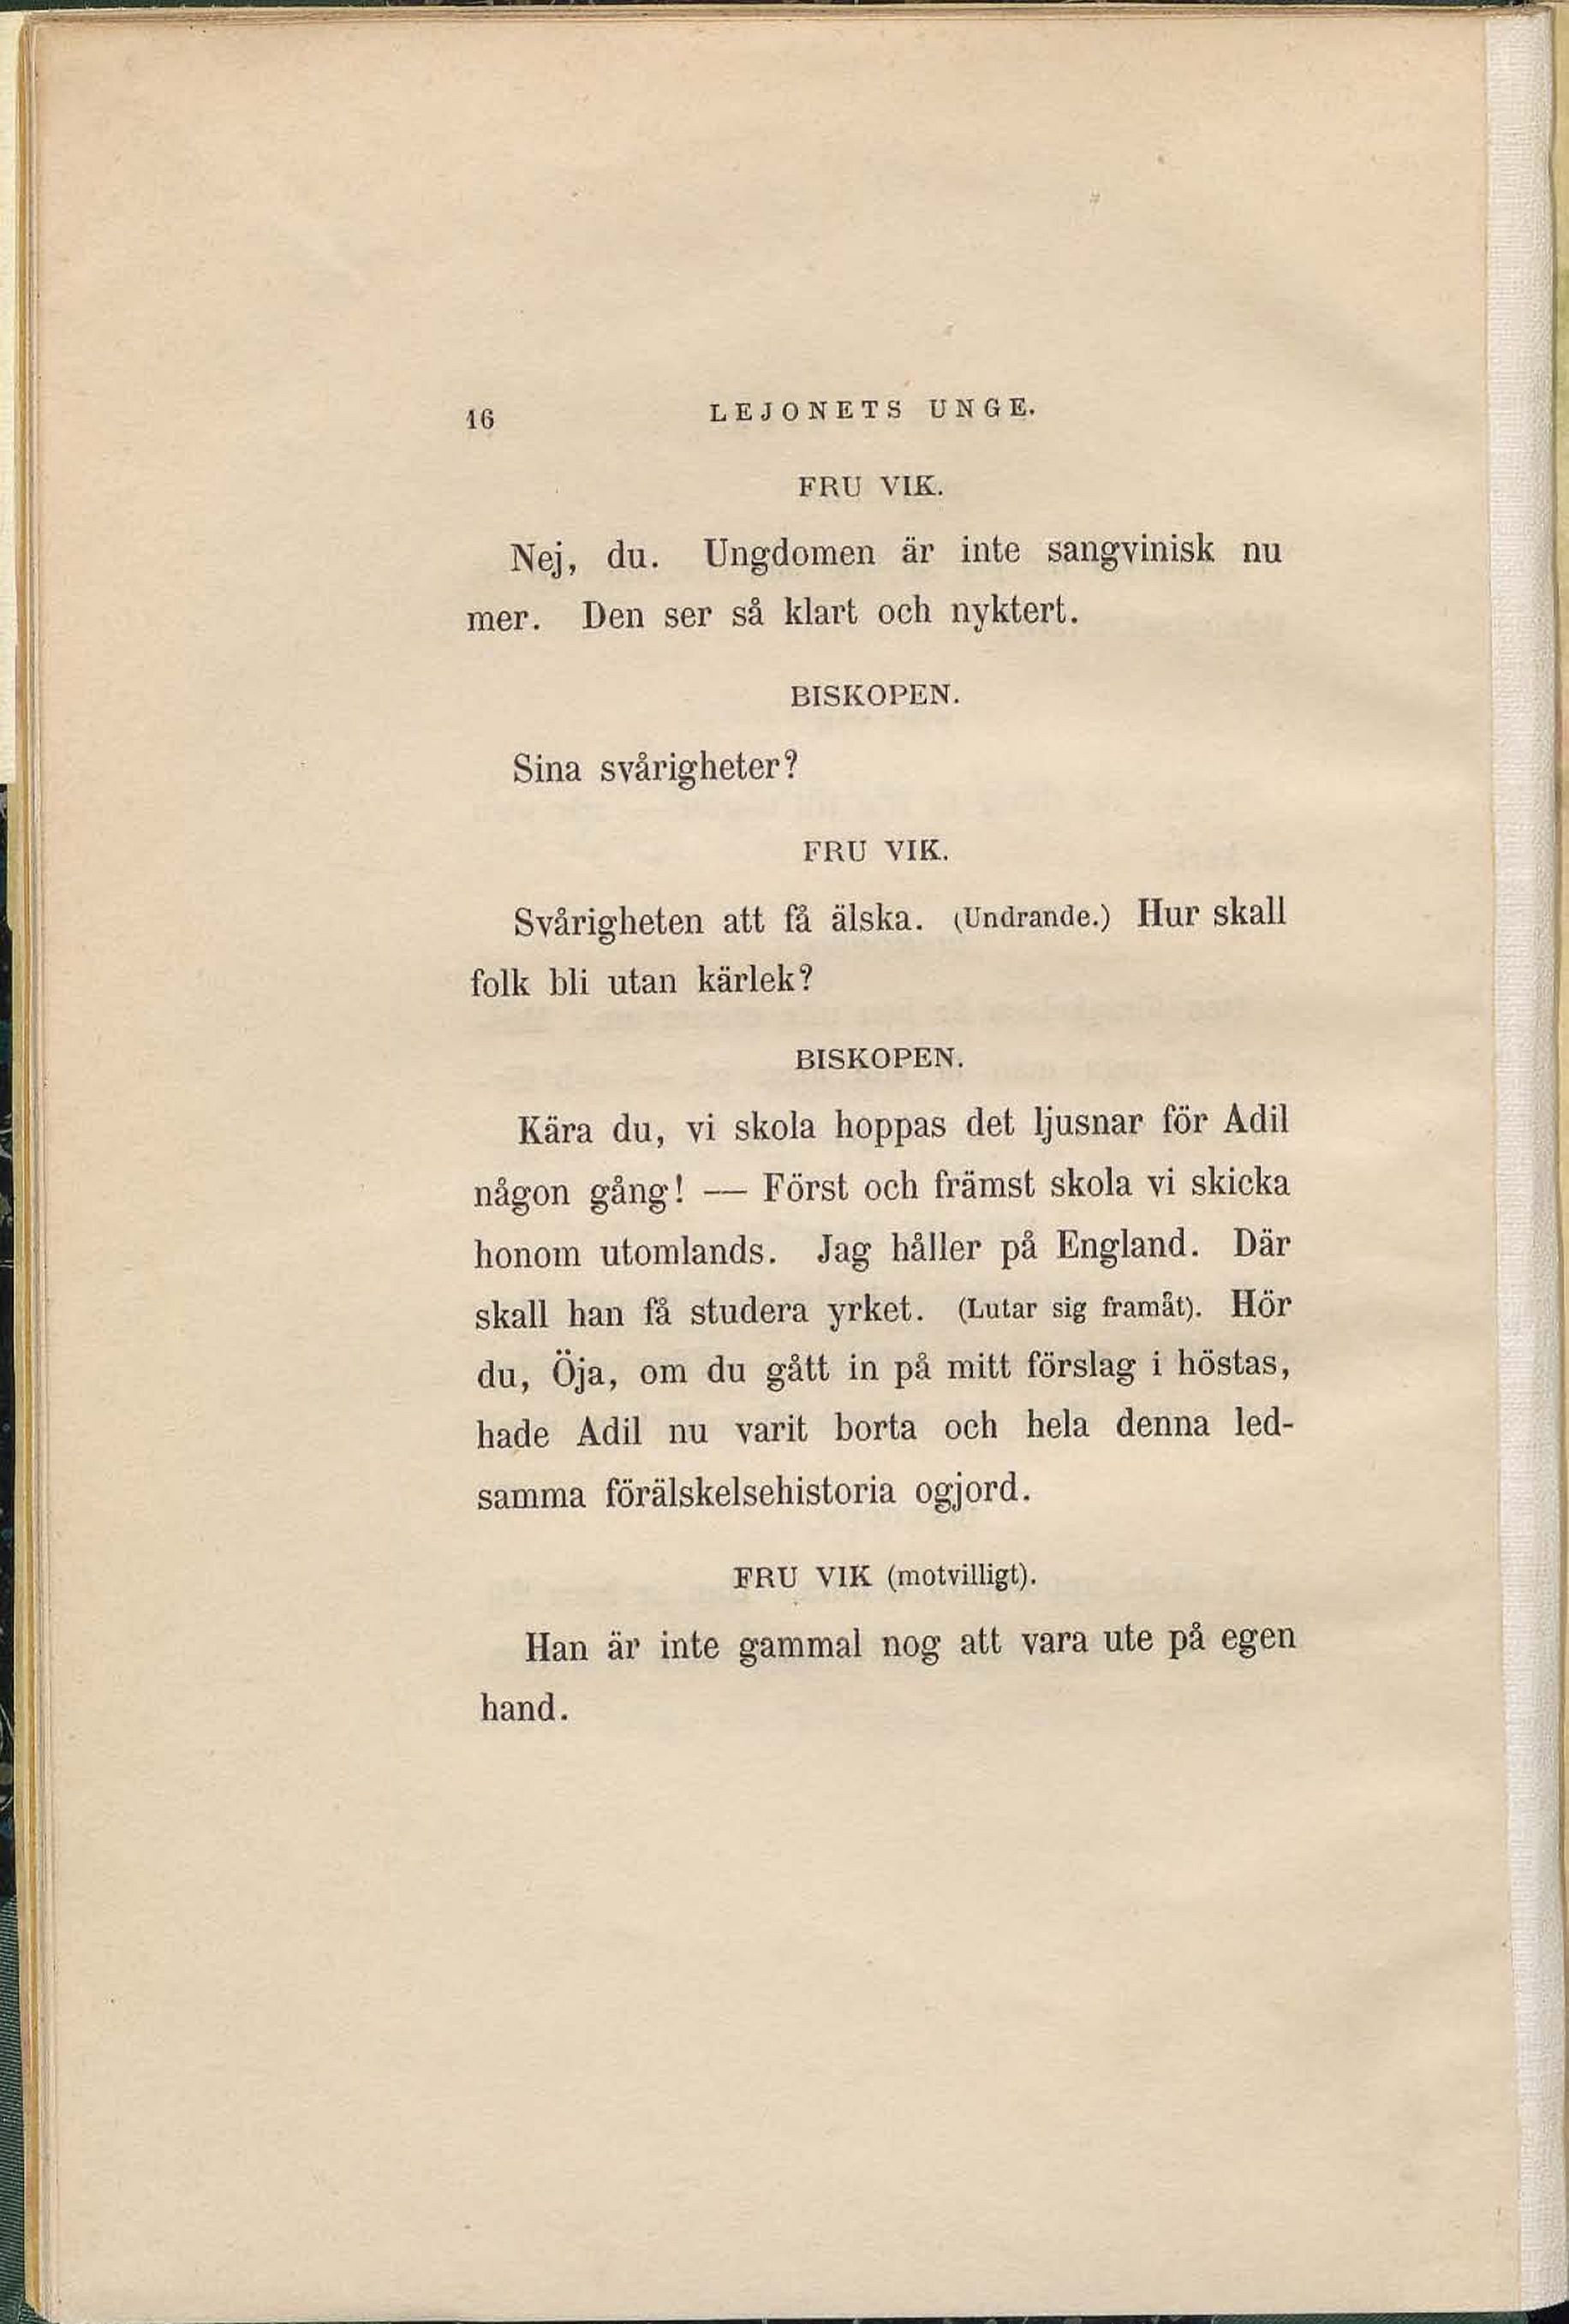 16 LEJONETS UNGE.
FRU VIK.
Nej, du. Ungdomen är inte sangvinisk nu
mer. Den ser så klart och nyktert.
BISKOPEN.
Sina svårigheter?
FRU VIK.
Svårigheten att få älska. (Undrande.) Hur skall
folk bli utan kärlek?
BISKOPEN.
Kära du, vi skola hoppas det ljusnar för Adil
någon gång! — Först och främst skola vi skicka
honom utomlands. Jag håller på England. Där
skall han få studera yrket. (Lutar sig framåt). Hör
du, Öja, om du gått in på mitt förslag i höstas,
hade Adil nu varit borta och hela denna led-
samma förälskelsehistoria ogjord.
FRU VIK (motvilligt).
Han är inte gammal nog att vara ute på egen
hand.